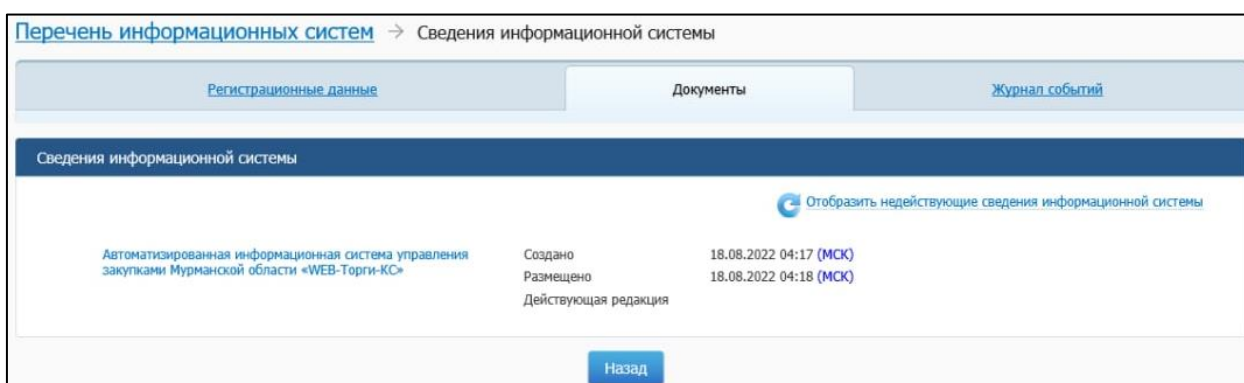 Перечень информационных систем → Сведения информационной системы
Регистрационные данные
Документы
Журнал событий
Сведения информационной системы
Отобразить недействующие сведения информационной системы
Автоматизированная информационная система управления
закупками Мурманской области «WEB-Торги-КС»
Создано 18.08.2022 04:17 (МСК)
Размещено 18.08.2022 04:18 (МСК)
Действующая редакция
Назад